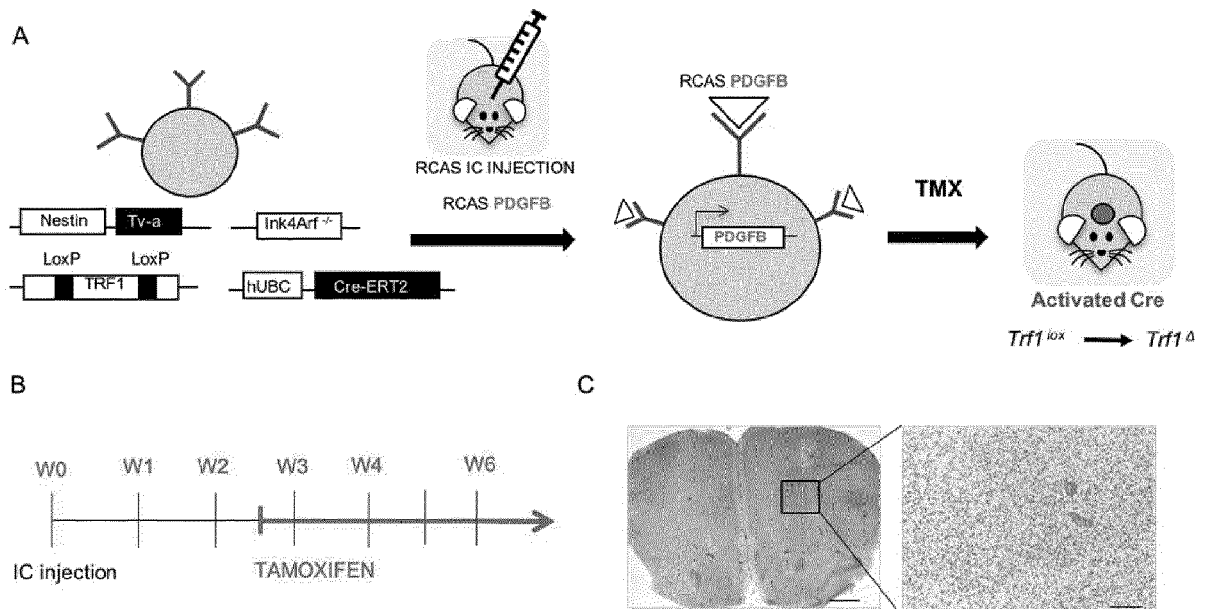 A
RCAS IC INJECTION
RCAS PDGFB
Nestin Tv-a
Ink4Arf -/-
LoxP LoxP
TRF1
hUBC Cre-ERT2
RCAS PDGFB
PDGFB
TMX
Activated Cre
Trf1 lox Trf1 Δ
B
W0 W1 W2 W3 W4 W6
IC injection
TAMOXIFEN
C